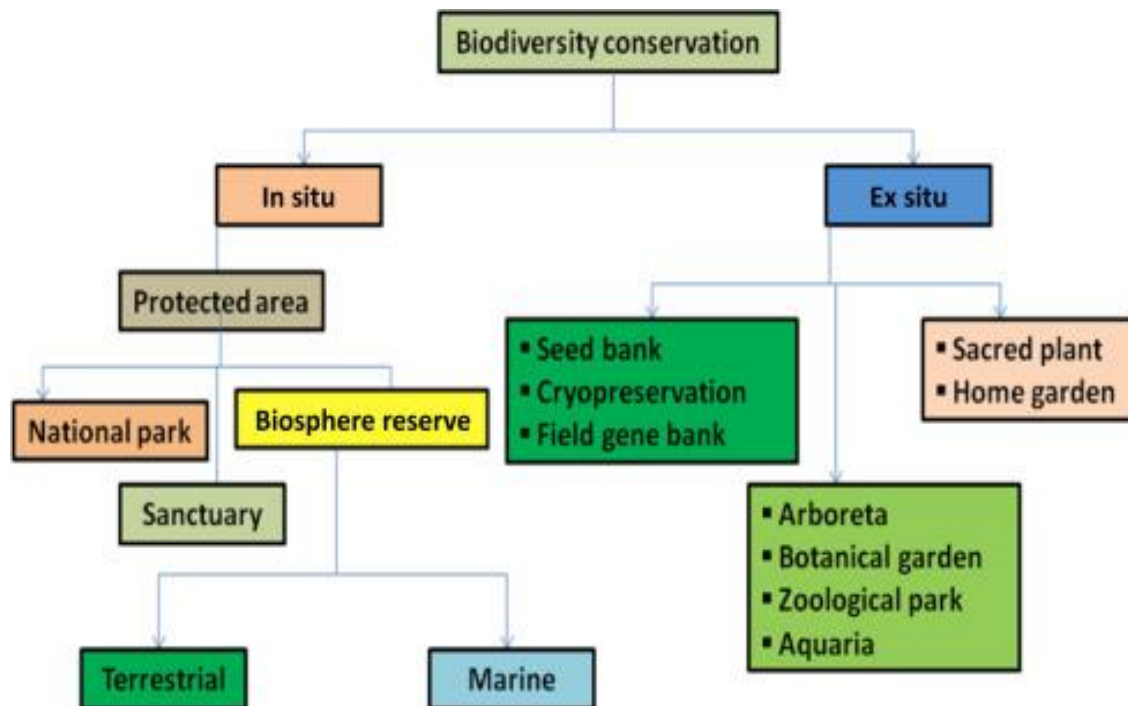 Biodiversity conservation
In situ
Ex situ
Protected area
National park
Biosphere reserve
Sanctuary
Terrestrial
Marine
▪ Seed bank
▪ Cryopreservation
▪ Field gene bank
▪ Sacred plant
▪ Home garden
▪ Arboreta
▪ Botanical garden
▪ Zoological park
▪ Aquaria